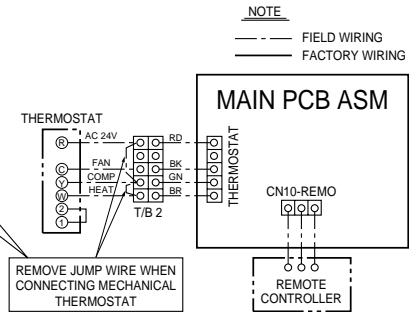 NOTE
FIELD WIRING
FACTORY WIRING
MAIN PCB ASM
THERMOSTAT
R
AC 24V
RD
C
FAN
BK
Y
COMP
GN
W
HEAT
BR
2
1
T/B 2
THERMOSTAT
CN10-REMO
REMOVE JUMP WIRE WHEN
CONNECTING MECHANICAL
THERMOSTAT
REMOTE
CONTROLLER